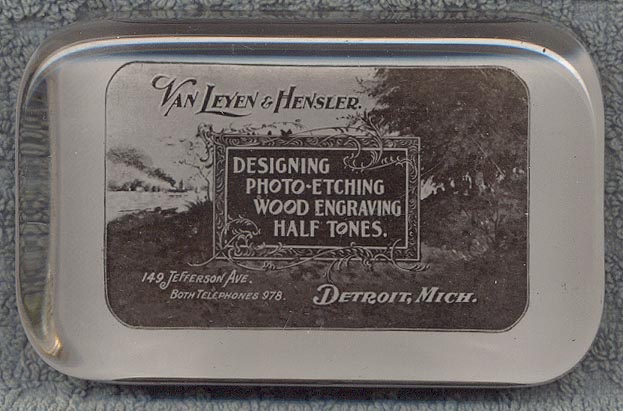 VAN LEYEN & HENSLER.
DESIGNING
PHOTO-ETCHING
WOOD ENGRAVING
HALF TONES.
149 JEFFERSON AVE.
BOTH TELEPHONES 978.
DETROIT, MICH.